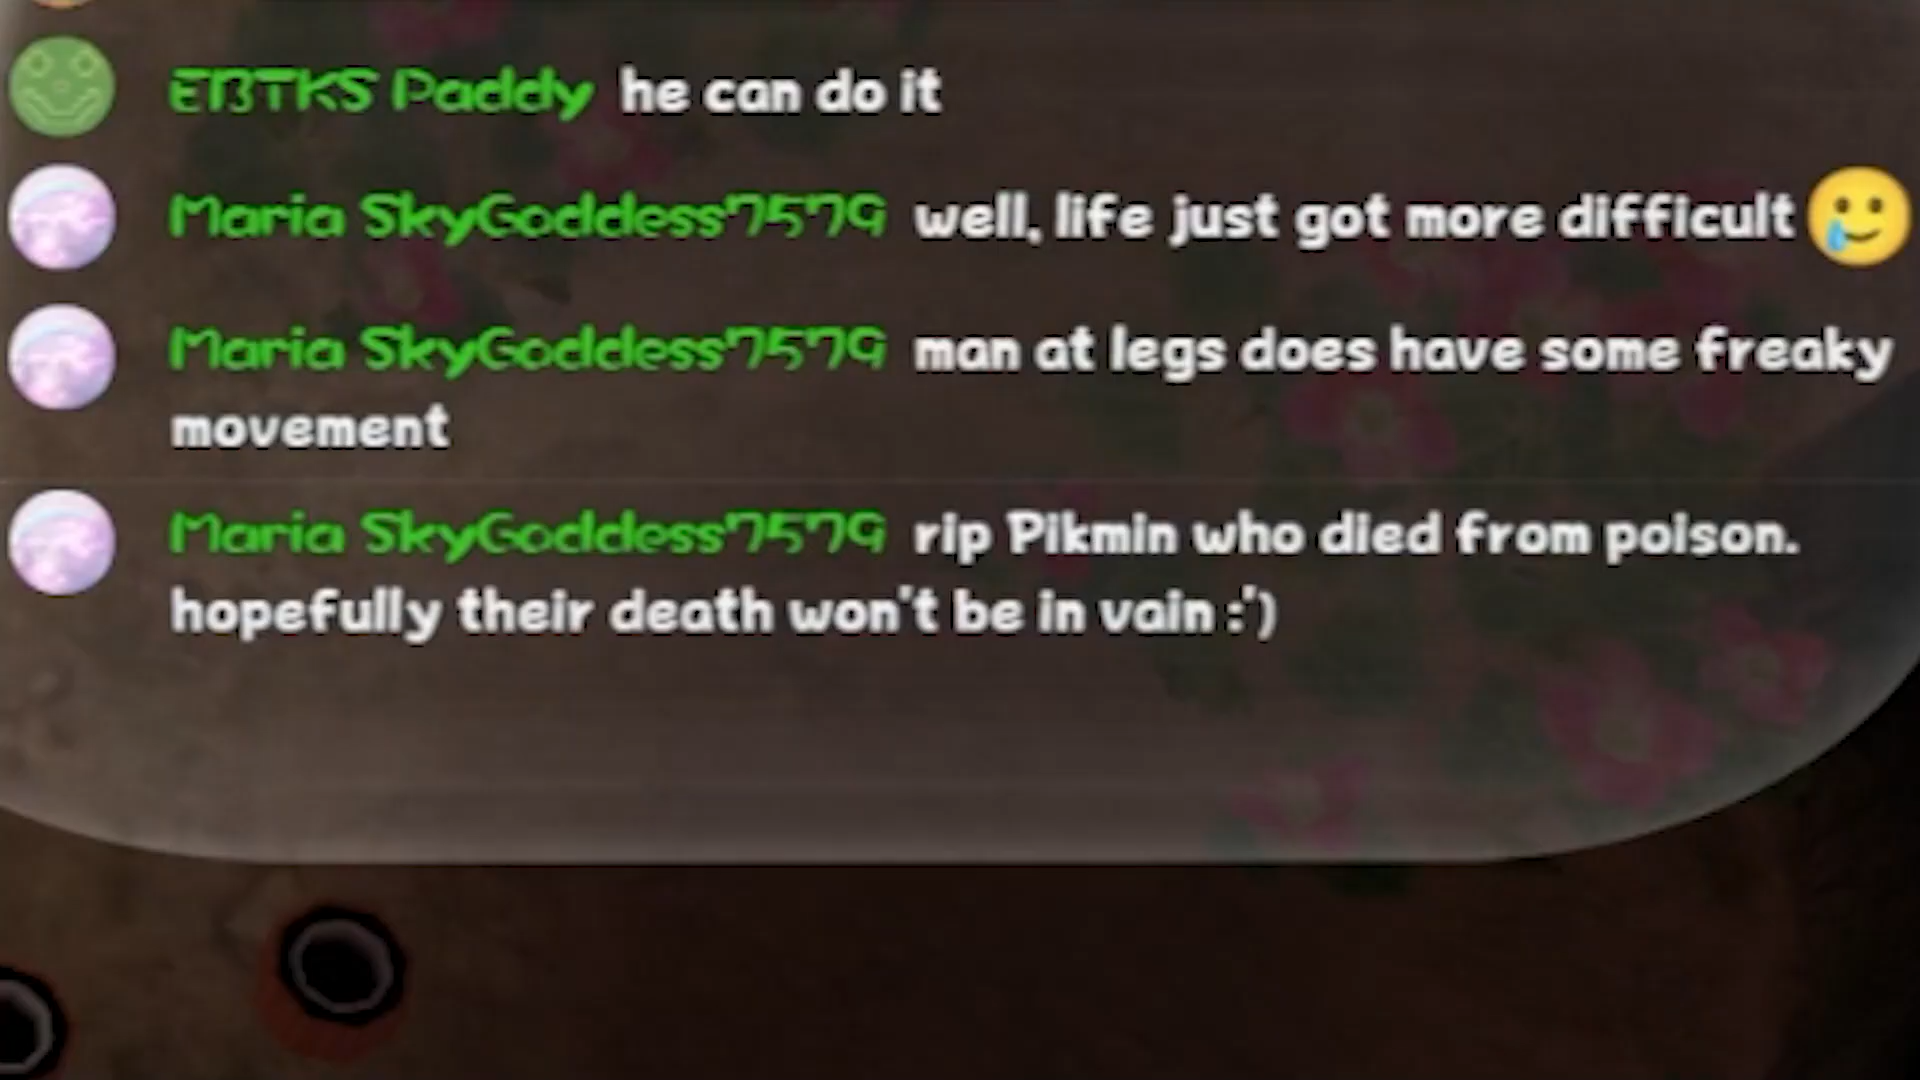 EBTKS Paddy he can do it
Maria SkyGoddess7579 well, life just got more difficult 🥲
Maria SkyGoddess7579 man at legs does have some freaky
movement
Maria SkyGoddess7579 rip Pikmin who died from poison.
hopefully their death won't be in vain :')